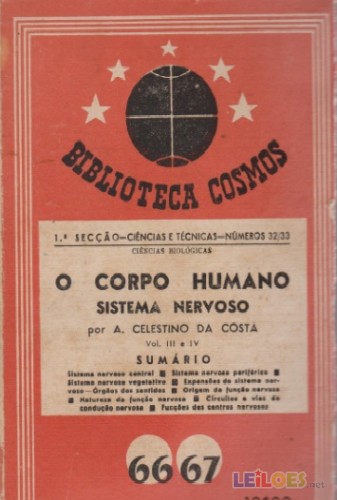 BIBLIOTECA COSMOS
1.ª SECÇÃO—CIÊNCIAS E TÉCNICAS—NÚMEROS 32/33
CIÊNCIAS BIOLÓGICAS
O CORPO HUMANO
SISTEMA NERVOSO
por A. CELESTINO DA COSTA
Vol. III e IV
SUMÁRIO
Sistema nervoso central ■ Sistema nervoso periférico ■
Sistema nervoso vegetativo ■ Expansões do sistema ner-
voso—Órgãos dos sentidos ■ Origem da função nervosa
■ Natureza da função nervosa ■ Circuitos e vias de
condução nervosa ■ Funções dos centros nervosos
66 67
LEILOES.net